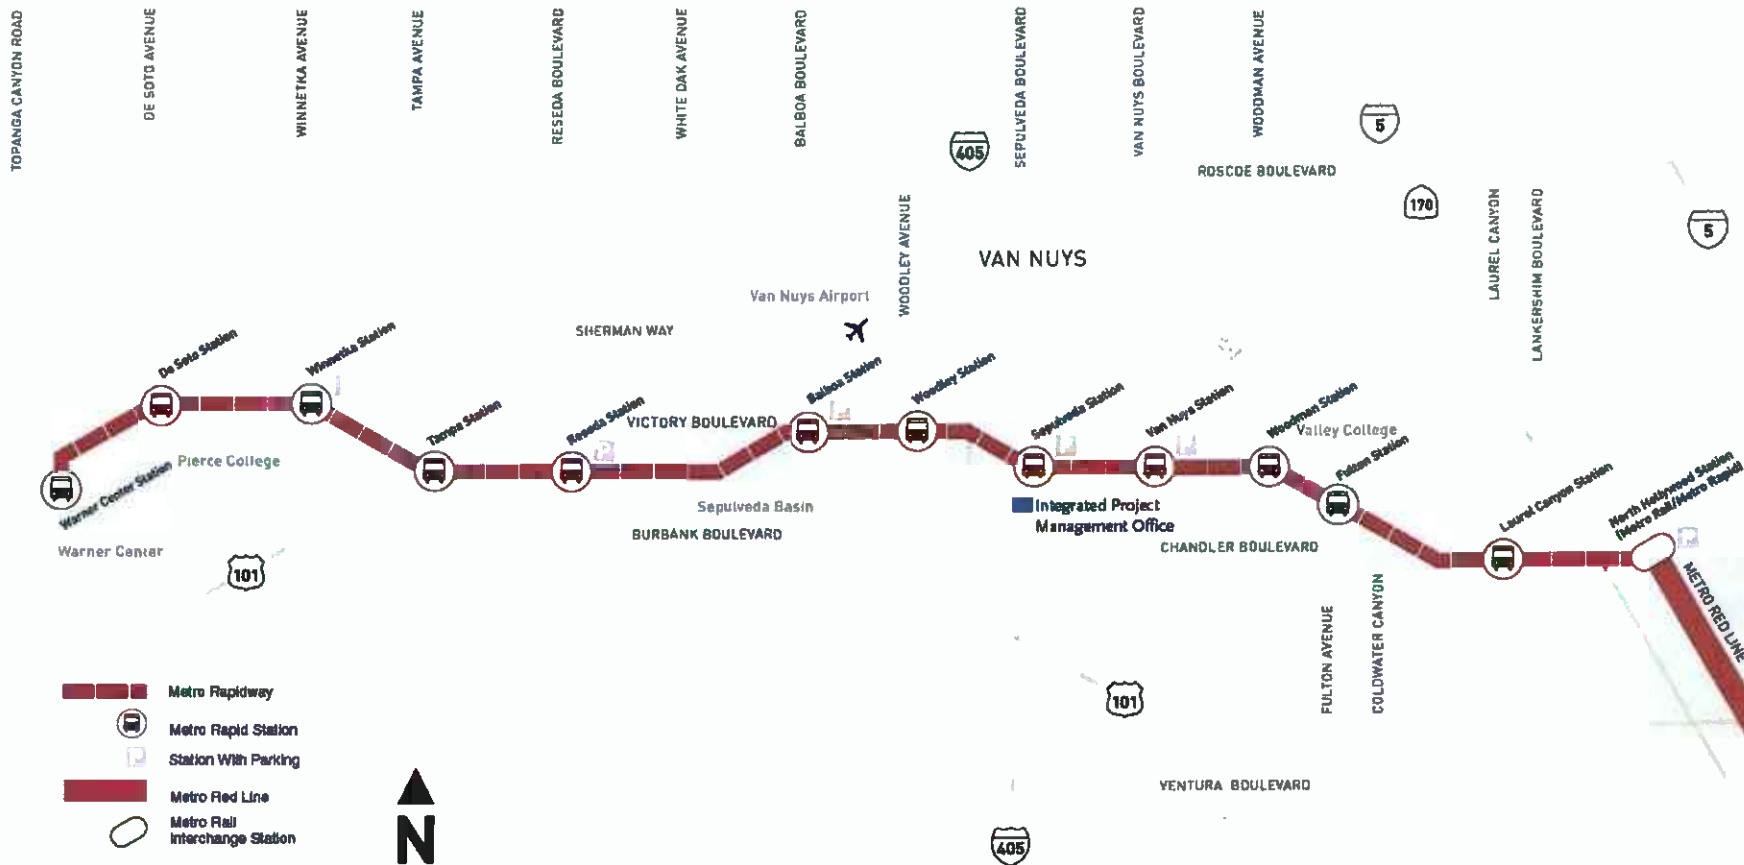 TOPANGA CANYON ROAD
DE SOTO AVENUE
WINNETKA AVENUE
TAMPA AVENUE
RESEDA BOULEVARD
WHITE OAK AVENUE
BALBOA BOULEVARD
WOODLEY AVENUE
405
SEPULVEDA BOULEVARD
VAN NUYS BOULEVARD
WOODMAN AVENUE
5
ROSCOE BOULEVARD
170
LAUREL CANYON
LANKERSHIM BOULEVARD
5
VAN NUYS
Van Nuys Airport
SHERMAN WAY
De Soto Station
Winnetka Station
Tampa Station
Reseda Station
P
VICTORY BOULEVARD
Balboa Station
Woodley Station
Sepulveda Station
P
Van Nuys Station
P
Woodman Station
Valley College
Fulton Station
Laurel Canyon Station
North Hollywood Station
(Metro Rail/Metro Rapid)
P
METRO RED LINE
Pierce College
Warner Center Station
Warner Center
Sepulveda Basin
BURBANK BOULEVARD
Integrated Project
Management Office
CHANDLER BOULEVARD
101
FULTON AVENUE
COLDWATER CANYON
101
VENTURA BOULEVARD
405
Metro Rapidway
Metro Rapid Station
P
Station With Parking
Metro Red Line
Metro Rail
Interchange Station
N